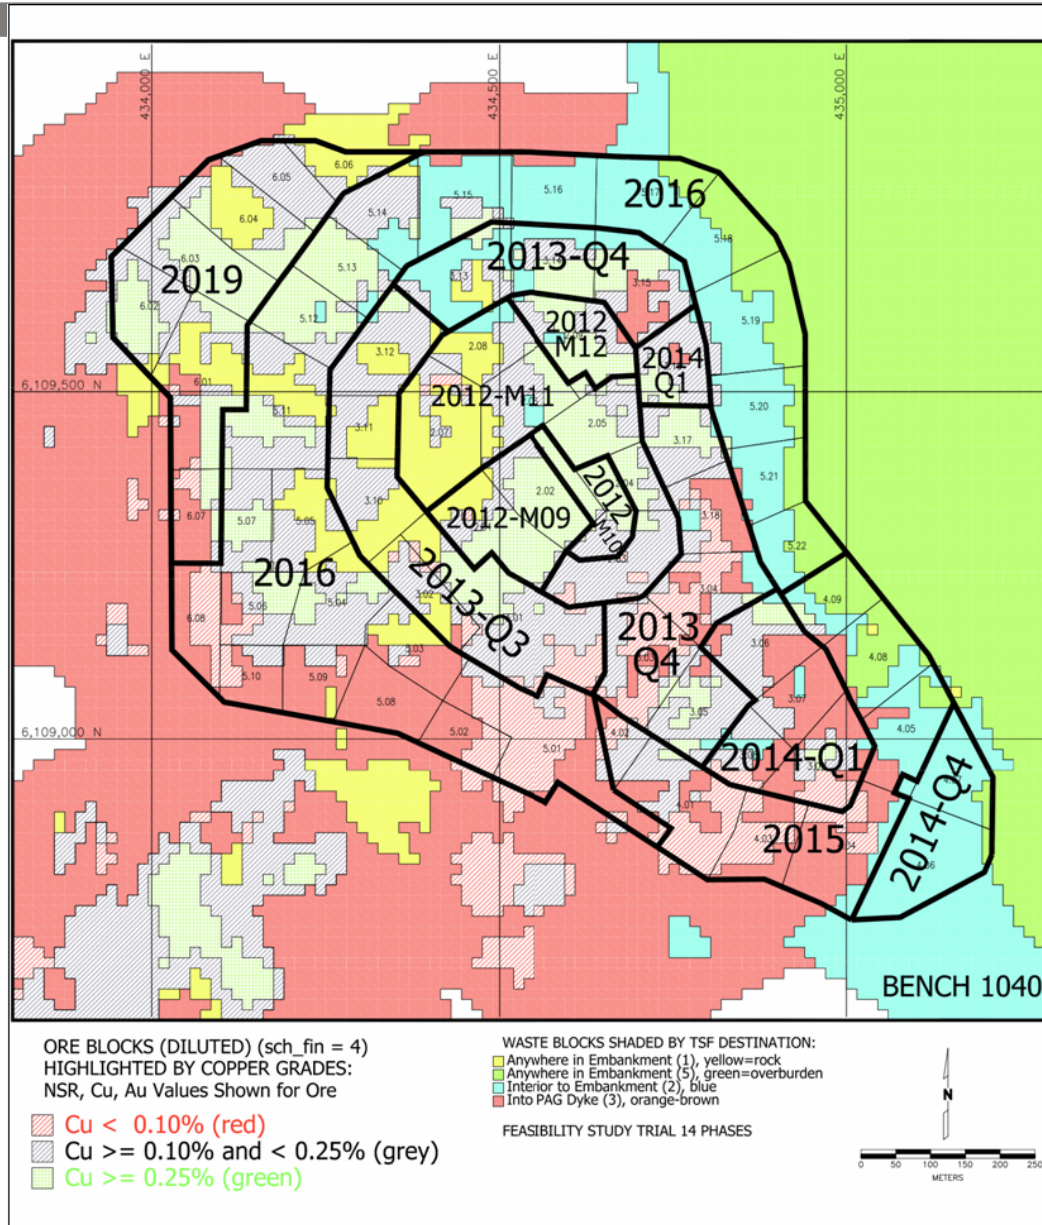 434,000 E
434,500 E
435,000 E
6.06
6.05
5.15
5.16
2016
5.14
6.04
5.18
2013-Q4
6.03
5.13
2019
3.15
6.02
5.12
2012
M12
5.19
3.12
2.08
2014
Q1
6,109,500 N
6.01
2012-M11
5.20
5.11
2.05
3.11
2.07
3.17
5.21
2.04
2.02
2012
M10
3.10
6.07
5.07
5.05
2012-M09
3.18
5.22
2016
2013-Q3
3.04
4.09
3.02
5.06
5.04
6.08
2013
Q4
3.06
4.08
5.03
5.10
5.09
5.08
3.05
3.07
4.05
6,109,000 N
5.02
5.01
4.02
2014-Q1
2014-Q4
4.01
4.03
2015
BENCH 1040
ORE BLOCKS (DILUTED) (sch_fin = 4)
HIGHLIGHTED BY COPPER GRADES:
NSR, Cu, Au Values Shown for Ore
Cu < 0.10% (red)
Cu >= 0.10% and < 0.25% (grey)
Cu >= 0.25% (green)
WASTE BLOCKS SHADED BY TSF DESTINATION:
Anywhere in Embankment (1), yellow=rock
Anywhere in Embankment (5), green=overburden
Interior to Embankment (2), blue
Into PAG Dyke (3), orange-brown
FEASIBILITY STUDY TRIAL 14 PHASES
N
0 50 100 150 200 250
METERS